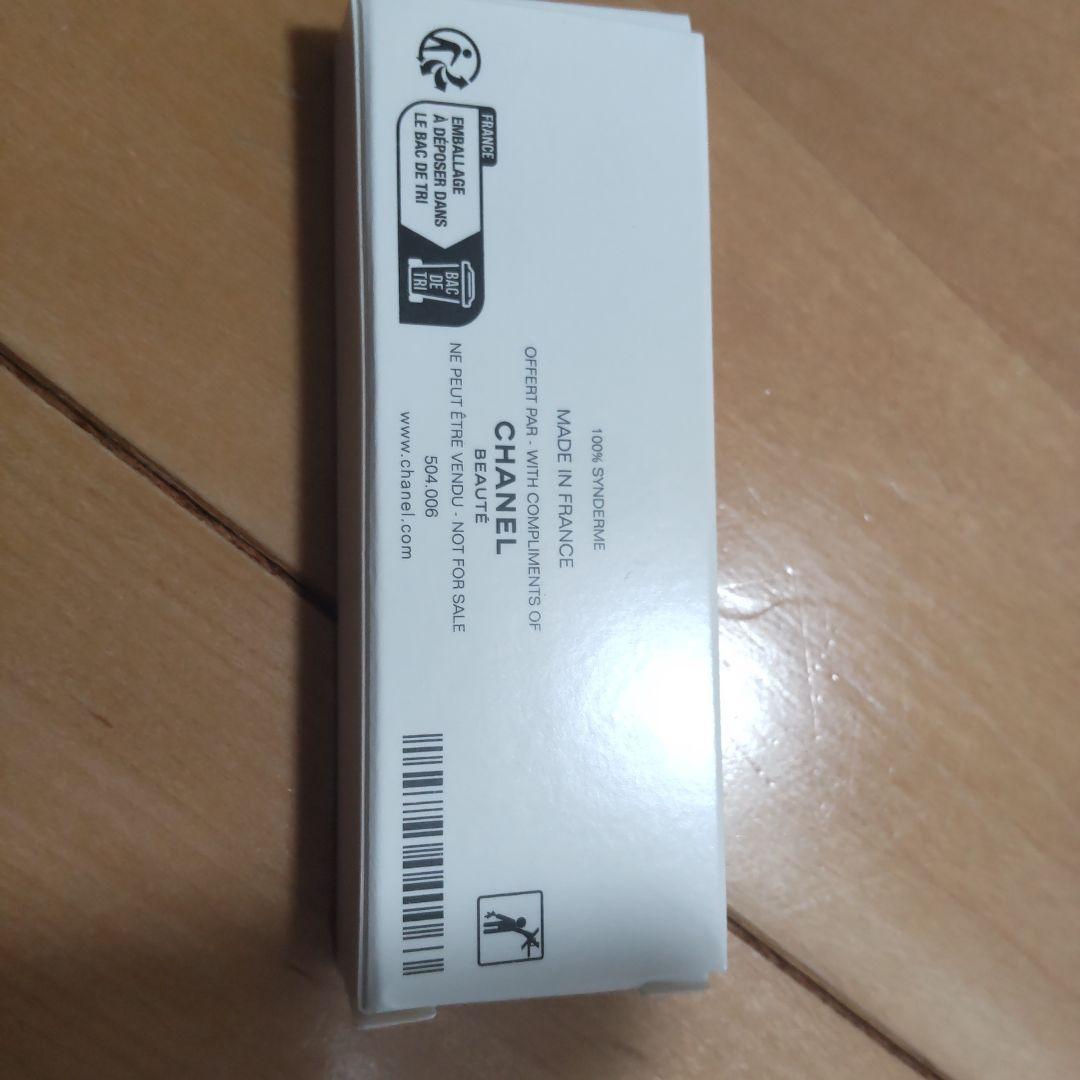 FRANCE
EMBALLAGE
À DÉPOSER DANS
LE BAC DE TRI
BAC
DE
TRI
100% SYNDERME
MADE IN FRANCE
OFFERT PAR - WITH COMPLIMENTS OF
CHANEL
BEAUTÉ
NE PEUT ÊTRE VENDU - NOT FOR SALE
504.006
www.chanel.com